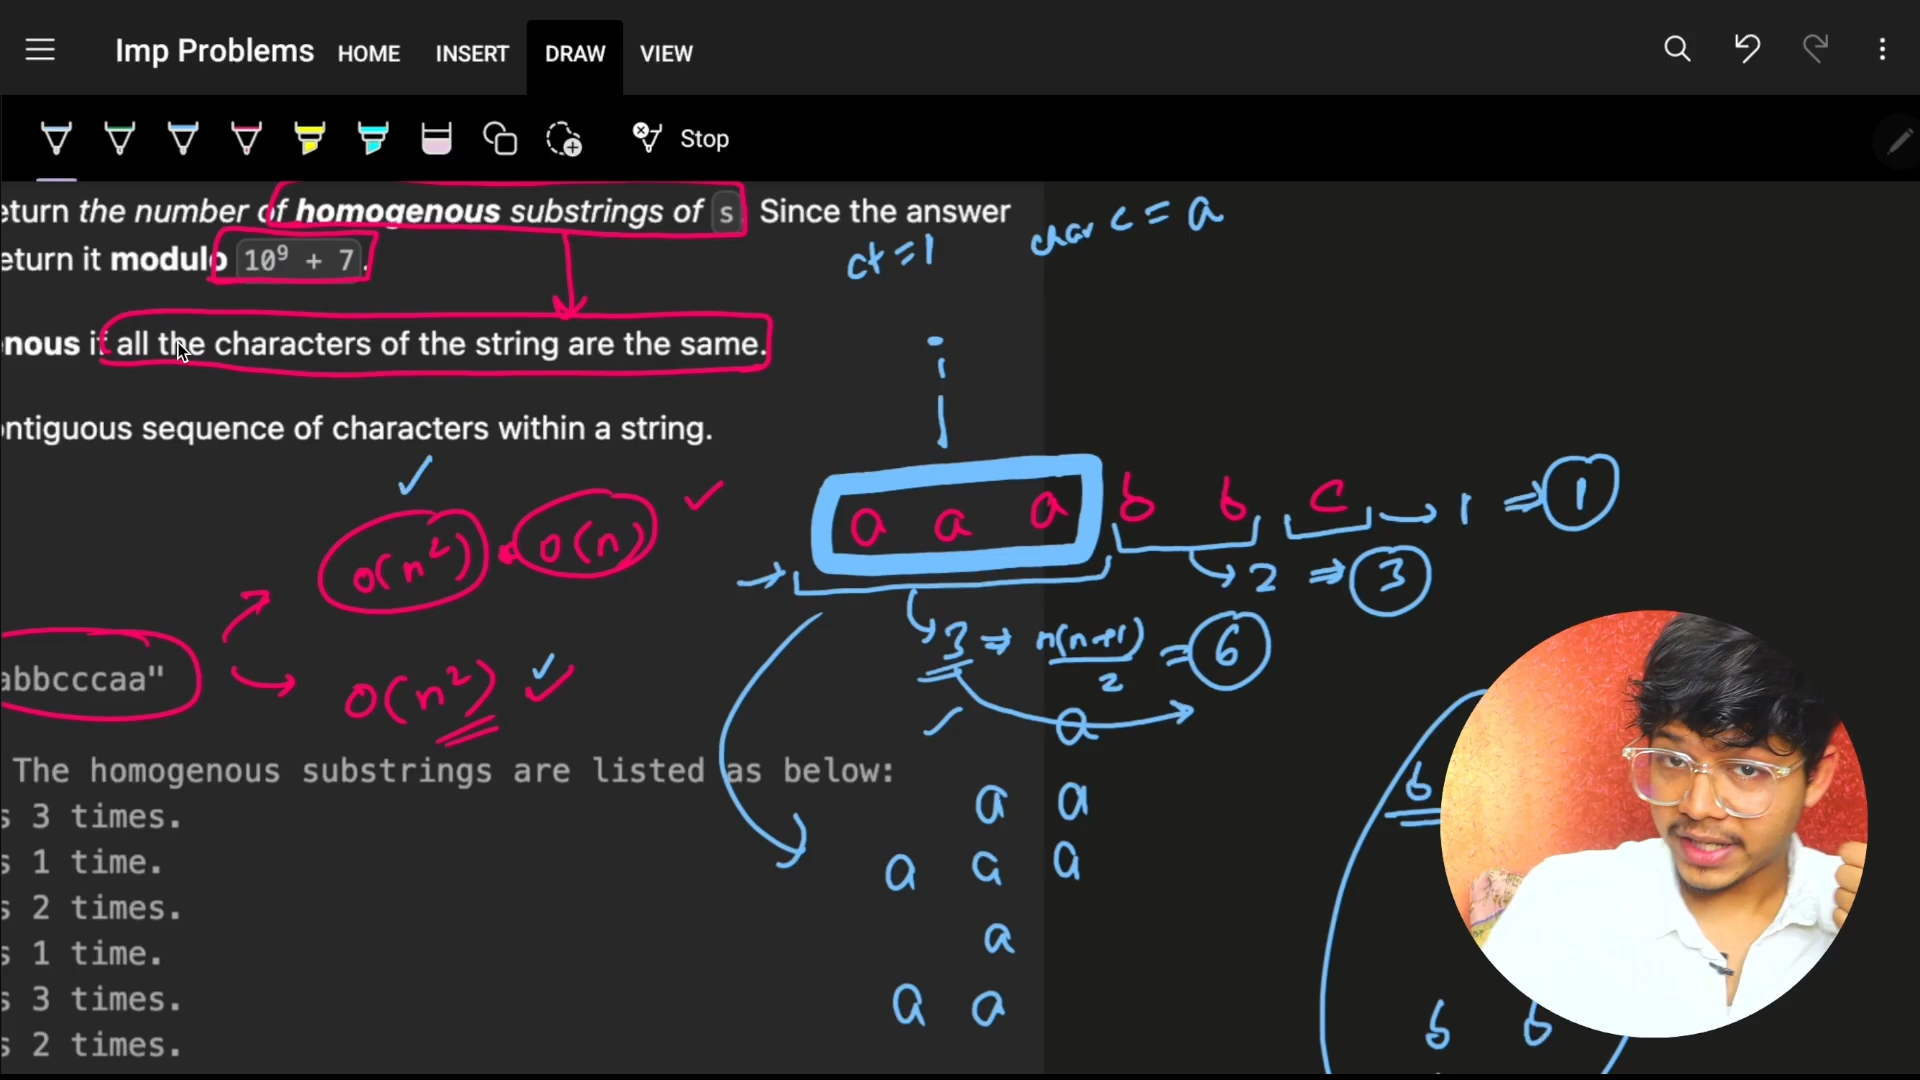 Imp Problems HOME INSERT DRAW VIEW
Stop
eturn the number of homogenous substrings of s Since the answer
eturn it modulo 10⁹ + 7.
ct = 1
char c = a
enous if all the characters of the string are the same.
i
ontiguous sequence of characters within a string.
a a a b b c → 1 ⇒ 1
O(n²) • O(n)
→ 2 ⇒ 3
3 ⇒ n(n+1)/2 = 6
abbcccaa"
O(n²)
a
The homogenous substrings are listed as below:
a a
s 3 times.
a a a
s 1 time.
s 2 times.
a
s 1 time.
s 3 times.
a a
s 2 times.
b b